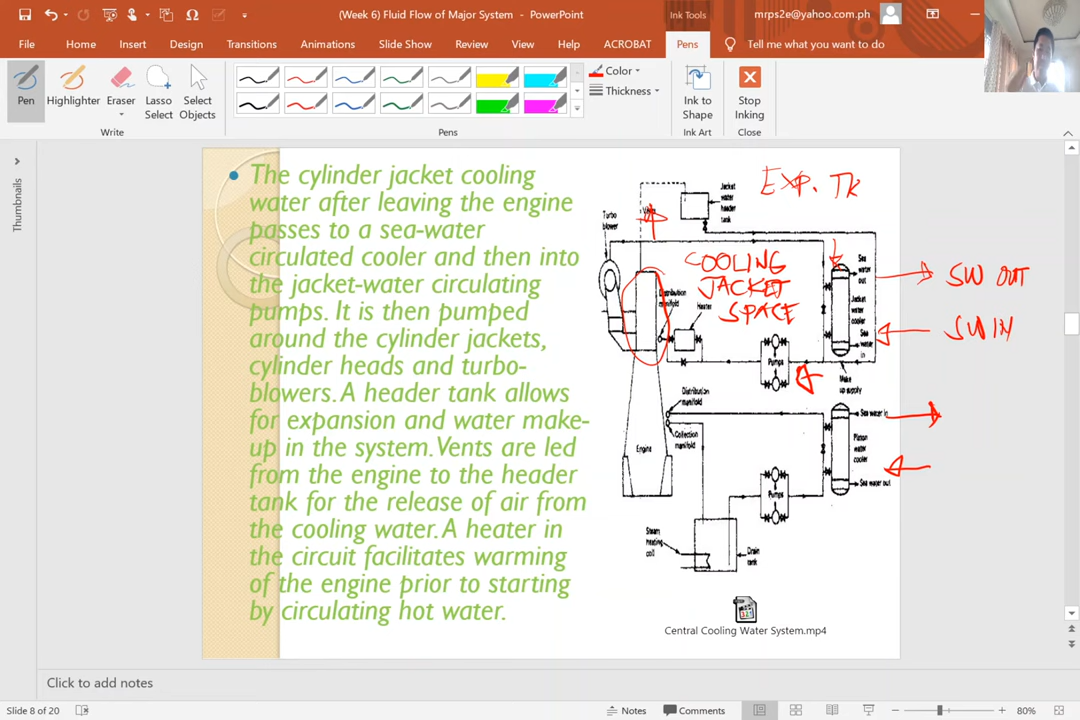 (Week 6) Fluid Flow of Major System - PowerPoint
Ink Tools
mrps2e@yahoo.com.ph
File Home Insert Design Transitions Animations Slide Show Review View Help ACROBAT Pens Tell me what you want to do
Pen
Highlighter
Eraser
Lasso Select
Select Objects
Write
Pens
Color
Thickness
Ink to Shape
Ink Art
Stop Inking
Close
Thumbnails
The cylinder jacket cooling
water after leaving the engine
passes to a sea-water
circulated cooler and then into
the jacket-water circulating
pumps. It is then pumped
around the cylinder jackets,
cylinder heads and turbo-
blowers. A header tank allows
for expansion and water make-
up in the system. Vents are led
from the engine to the header
tank for the release of air from
the cooling water. A heater in
the circuit facilitates warming
of the engine prior to starting
by circulating hot water.
EXP. TK
Jacket
water
header
tank
Turbo
blower
COOLING
JACKET
SPACE
Distribution
manifold
Heater
Sea
water
out
SW OUT
Jacket
water
cooler
Sea
water
in
SW IN
Pumps
Make
up supply
Distribution
manifold
Collection
manifold
Sea water in
Piston
water
cooler
Sea water out
Engine
Pumps
Steam
heating
coil
Drain
tank
Central Cooling Water System.mp4
Click to add notes
Slide 8 of 20
Notes
Comments
80%